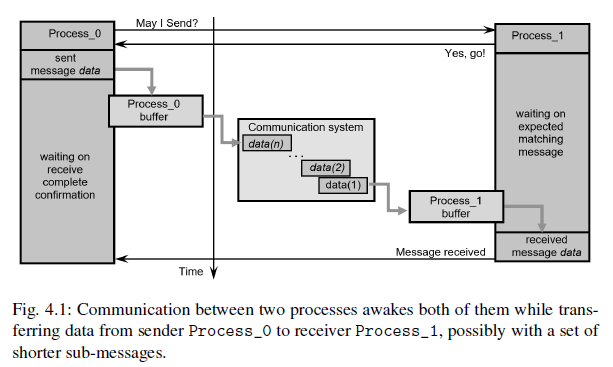 May I Send?
Process_0
Process_1
Yes, go!
sent
message data
Process_0
buffer
Communication system
data(n)
...
data(2)
data(1)
waiting on
receive
complete
confirmation
waiting on
expected
matching
message
Process_1
buffer
received
message data
Message received
Time
Fig. 4.1: Communication between two processes awakes both of them while trans-
ferring data from sender Process_0 to receiver Process_1, possibly with a set of
shorter sub-messages.